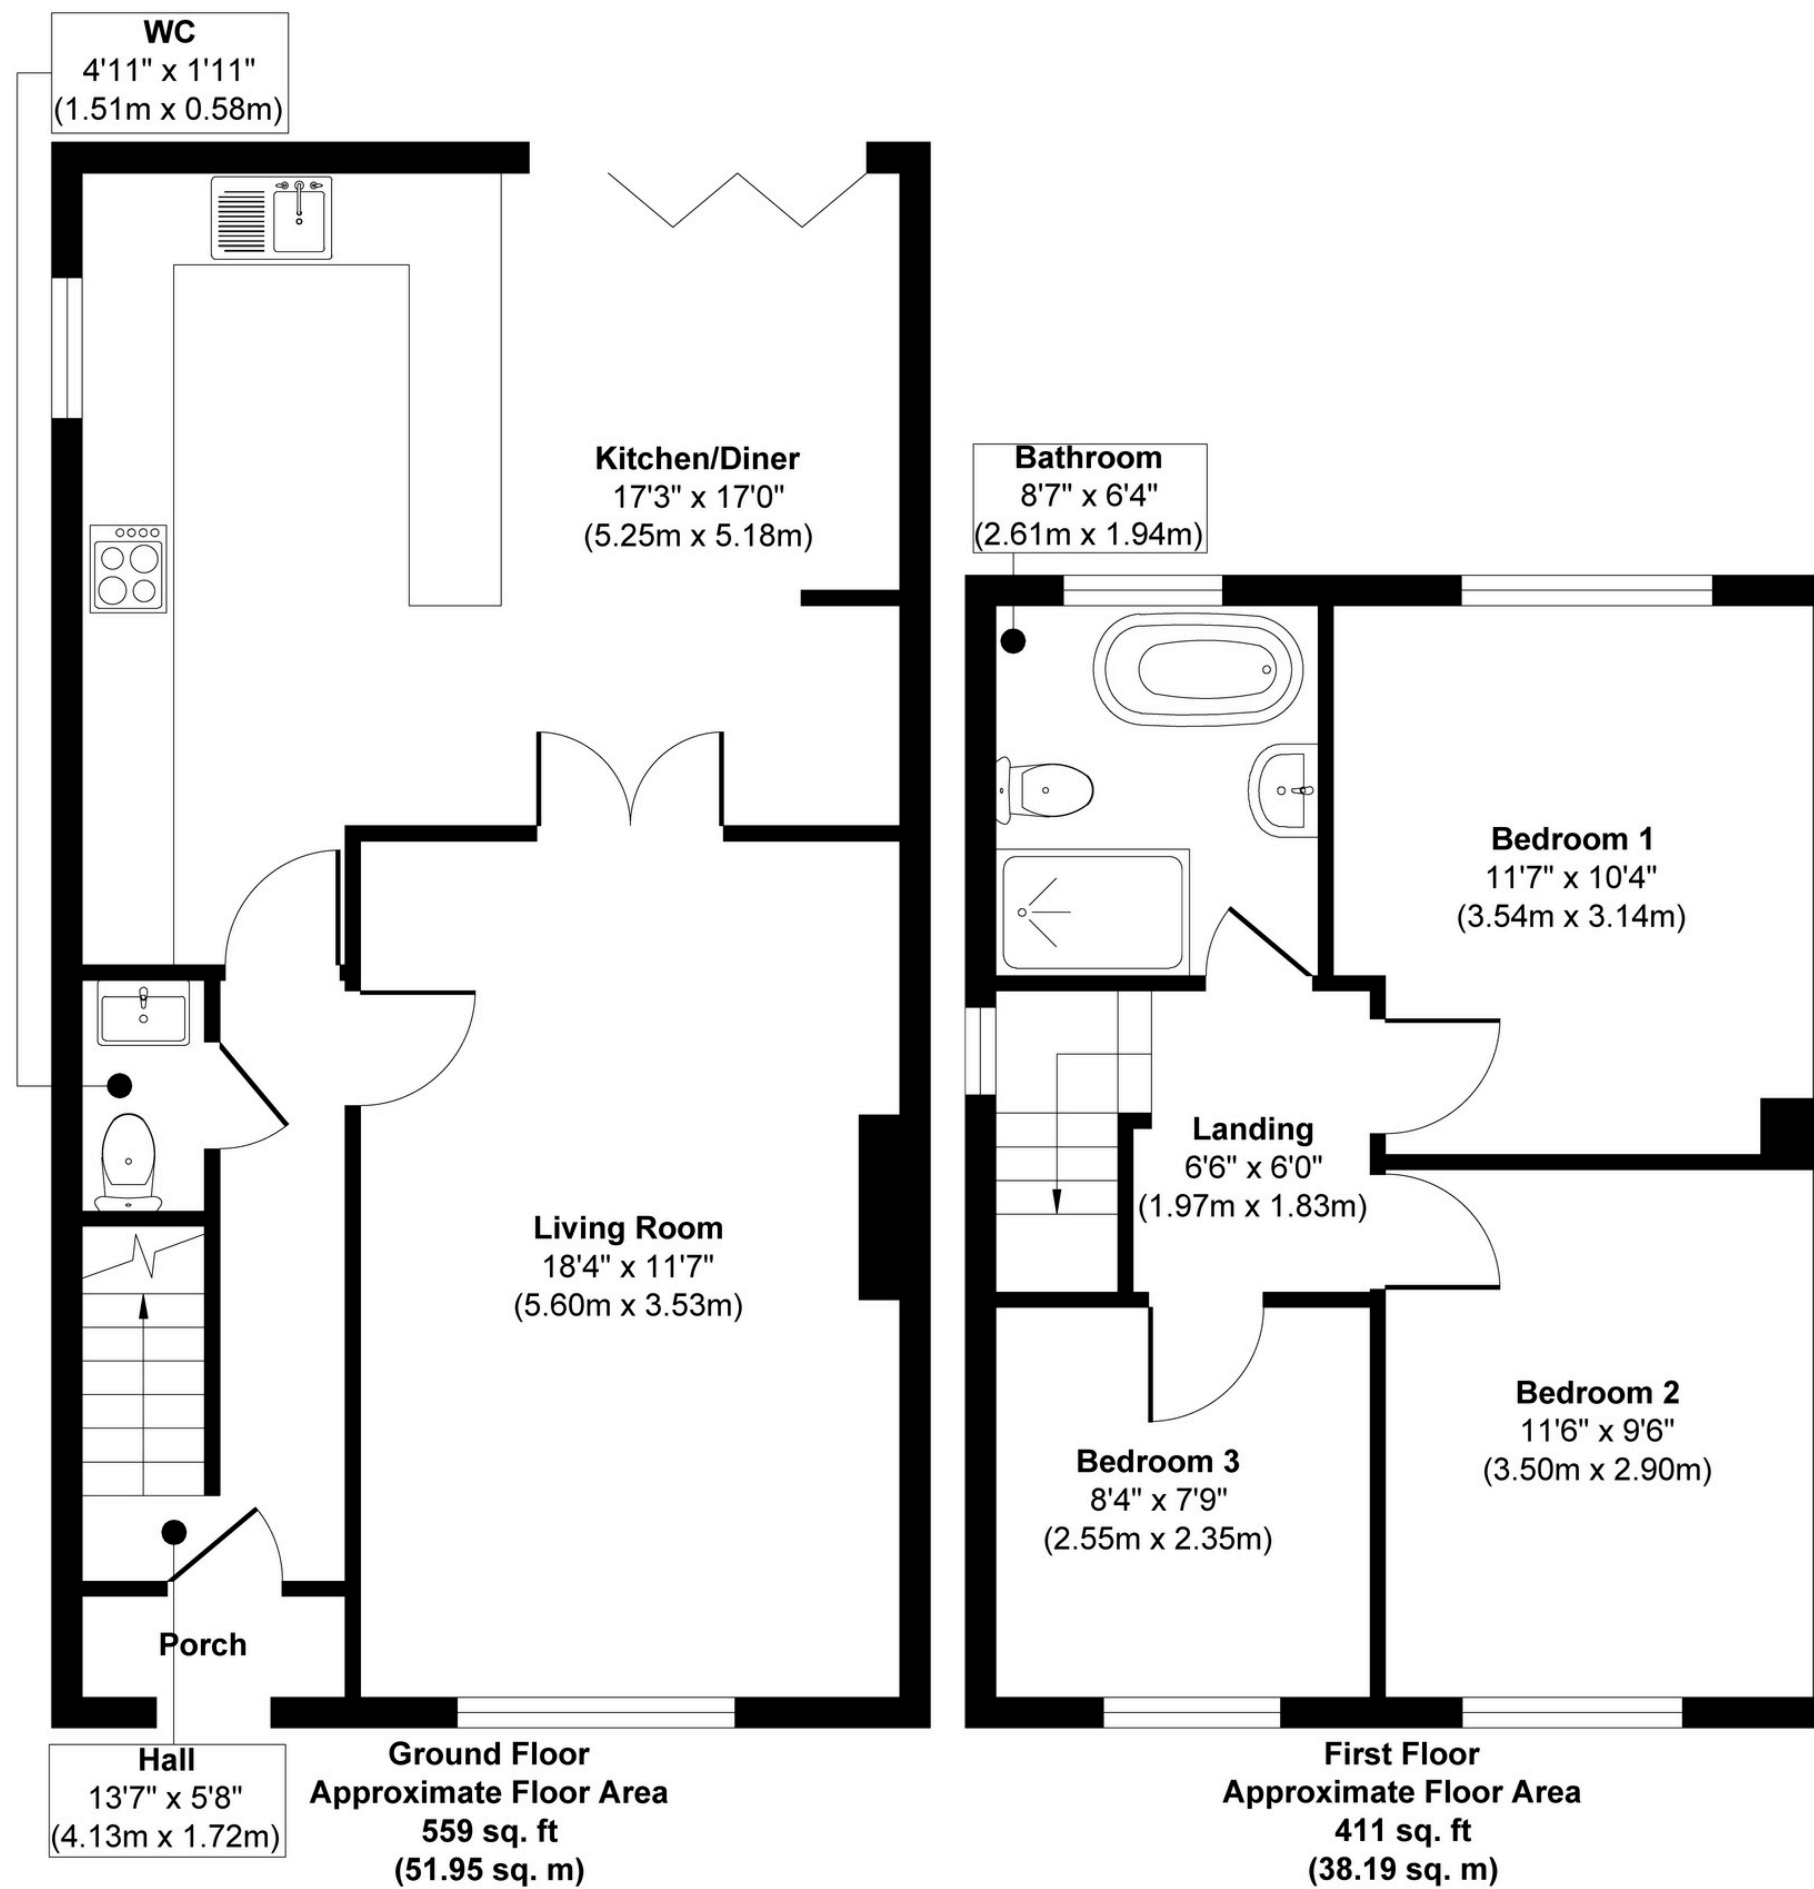 WC
4'11" x 1'11"
(1.51m x 0.58m)
Kitchen/Diner
17'3" x 17'0"
(5.25m x 5.18m)
Living Room
18'4" x 11'7"
(5.60m x 3.53m)
Porch
Hall
13'7" x 5'8"
(4.13m x 1.72m)
Ground Floor
Approximate Floor Area
559 sq. ft
(51.95 sq. m)
Bathroom
8'7" x 6'4"
(2.61m x 1.94m)
Bedroom 1
11'7" x 10'4"
(3.54m x 3.14m)
Landing
6'6" x 6'0"
(1.97m x 1.83m)
Bedroom 2
11'6" x 9'6"
(3.50m x 2.90m)
Bedroom 3
8'4" x 7'9"
(2.55m x 2.35m)
First Floor
Approximate Floor Area
411 sq. ft
(38.19 sq. m)